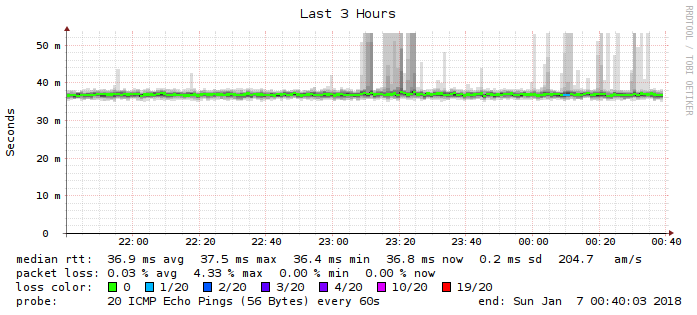 Last 3 Hours
RRDTOOL / TOBI OETIKER
Seconds
50 m
40 m
30 m
20 m
10 m
0
22:00 22:20 22:40 23:00 23:20 23:40 00:00 00:20 00:40
median rtt: 36.9 ms avg 37.5 ms max 36.4 ms min 36.8 ms now 0.2 ms sd 204.7 am/s
packet loss: 0.03 % avg 4.33 % max 0.00 % min 0.00 % now
loss color: 0 1/20 2/20 3/20 4/20 10/20 19/20
probe: 20 ICMP Echo Pings (56 Bytes) every 60s end: Sun Jan 7 00:40:03 2018